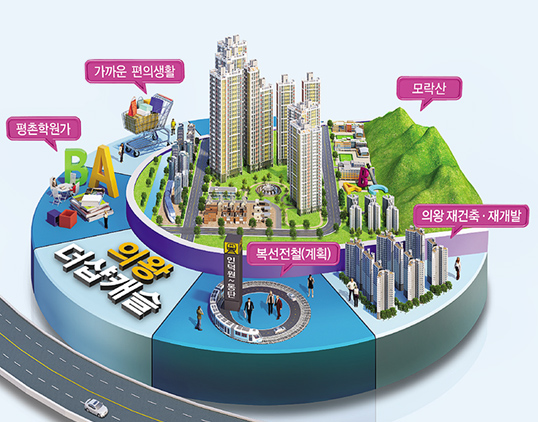 가까운 편의생활
모락산
평촌학원가
BA
의왕 재건축·재개발
복선전철(계획)
인덕원~동탄
의왕
더샵캐슬